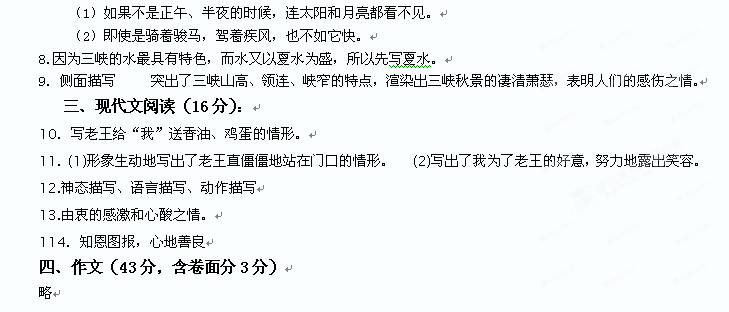 （1）如果不是正午、半夜的时候，连太阳和月亮都看不见。
（2）即使是骑着骏马，驾着疾风，也不如它快。
8.因为三峡的水最具有特色，而水又以夏水为盛，所以先写夏水。
9．侧面描写 突出了三峡山高、领连、峡窄的特点，渲染出三峡秋景的凄清萧瑟，表明人们的感伤之情。
三、现代文阅读（16分）：
10．写老王给“我”送香油、鸡蛋的情形。
11．(1)形象生动地写出了老王直僵僵地站在门口的情形。 (2)写出了我为了老王的好意，努力地露出笑容。
12.神态描写、语言描写、动作描写
13.由衷的感激和心酸之情。
114．知恩图报，心地善良
四、作文（43分，含卷面分3分）
略